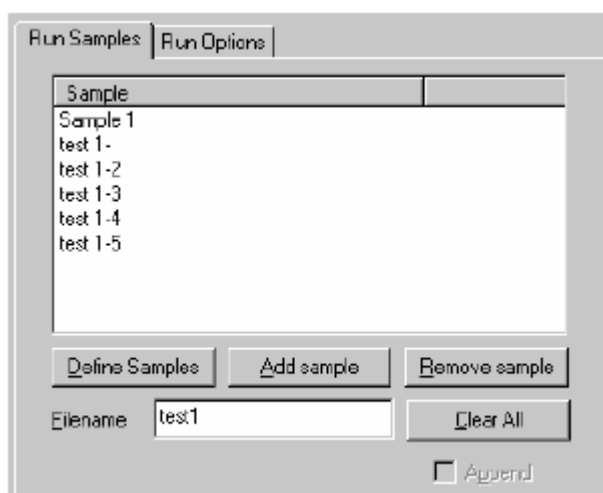 Run Samples Run Options
Sample
Sample 1
test 1-
test 1-2
test 1-3
test 1-4
test 1-5
Define Samples Add sample Remove sample
Filename test1 Clear All
Append